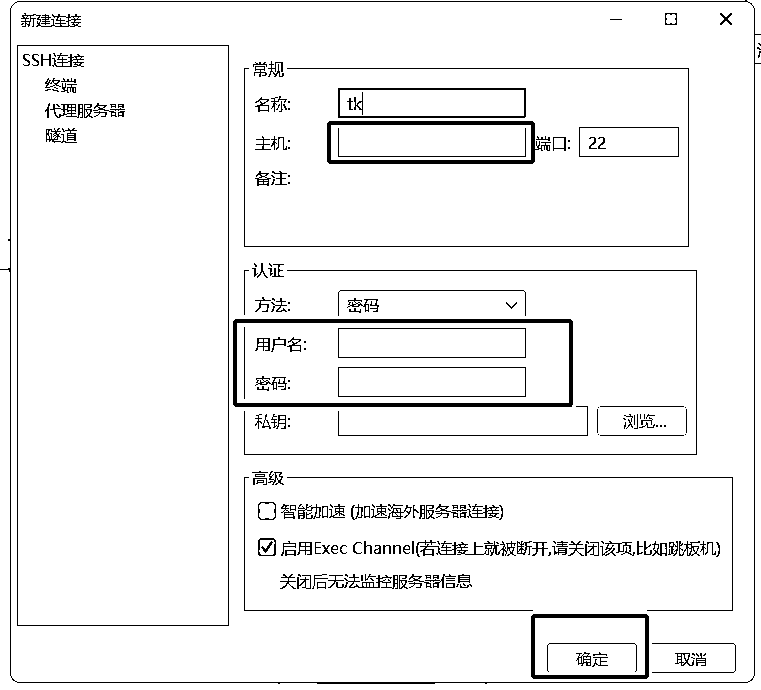 新建连接
SSH连接
终端
代理服务器
隧道
常规
名称: tk
主机: 端口: 22
备注:
认证
方法: 密码
用户名:
密码:
私钥: 浏览...
高级
智能加速 (加速海外服务器连接)
启用Exec Channel(若连接上就被断开,请关闭该项,比如跳板机)
关闭后无法监控服务器信息
确定 取消